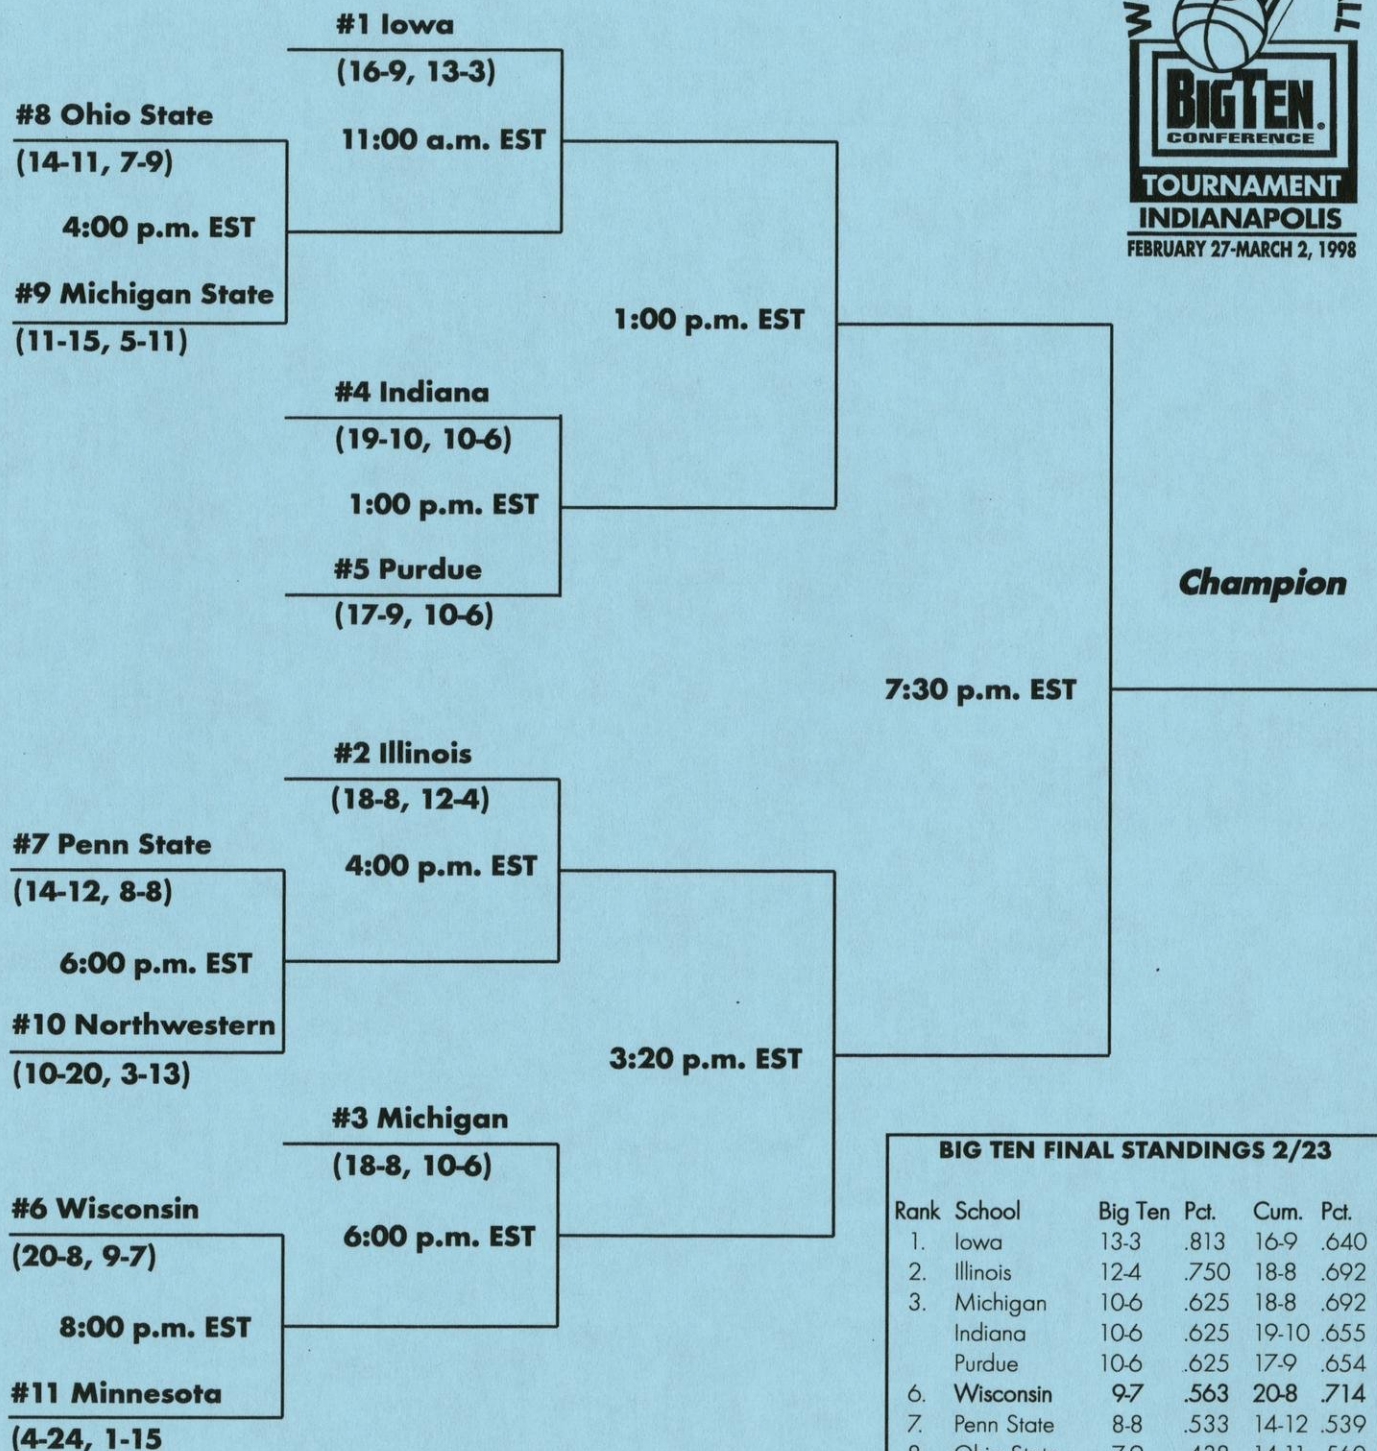 #1 Iowa
(16-9, 13-3)
11:00 a.m. EST
#8 Ohio State
(14-11, 7-9)
4:00 p.m. EST
#9 Michigan State
(11-15, 5-11)
1:00 p.m. EST
#4 Indiana
(19-10, 10-6)
1:00 p.m. EST
#5 Purdue
(17-9, 10-6)
BIG TEN®
CONFERENCE
TOURNAMENT
INDIANAPOLIS
FEBRUARY 27-MARCH 2, 1998
Champion
7:30 p.m. EST
#2 Illinois
(18-8, 12-4)
4:00 p.m. EST
#7 Penn State
(14-12, 8-8)
6:00 p.m. EST
#10 Northwestern
(10-20, 3-13)
3:20 p.m. EST
#3 Michigan
(18-8, 10-6)
6:00 p.m. EST
#6 Wisconsin
(20-8, 9-7)
8:00 p.m. EST
#11 Minnesota
(4-24, 1-15
BIG TEN FINAL STANDINGS 2/23
Rank School Big Ten Pct. Cum. Pct.
1. Iowa 13-3 .813 16-9 .640
2. Illinois 12-4 .750 18-8 .692
3. Michigan 10-6 .625 18-8 .692
Indiana 10-6 .625 19-10 .655
Purdue 10-6 .625 17-9 .654
6. Wisconsin 9-7 .563 20-8 .714
7. Penn State 8-8 .533 14-12 .539
8. Ohio State 7-9 .438 14-11 .560